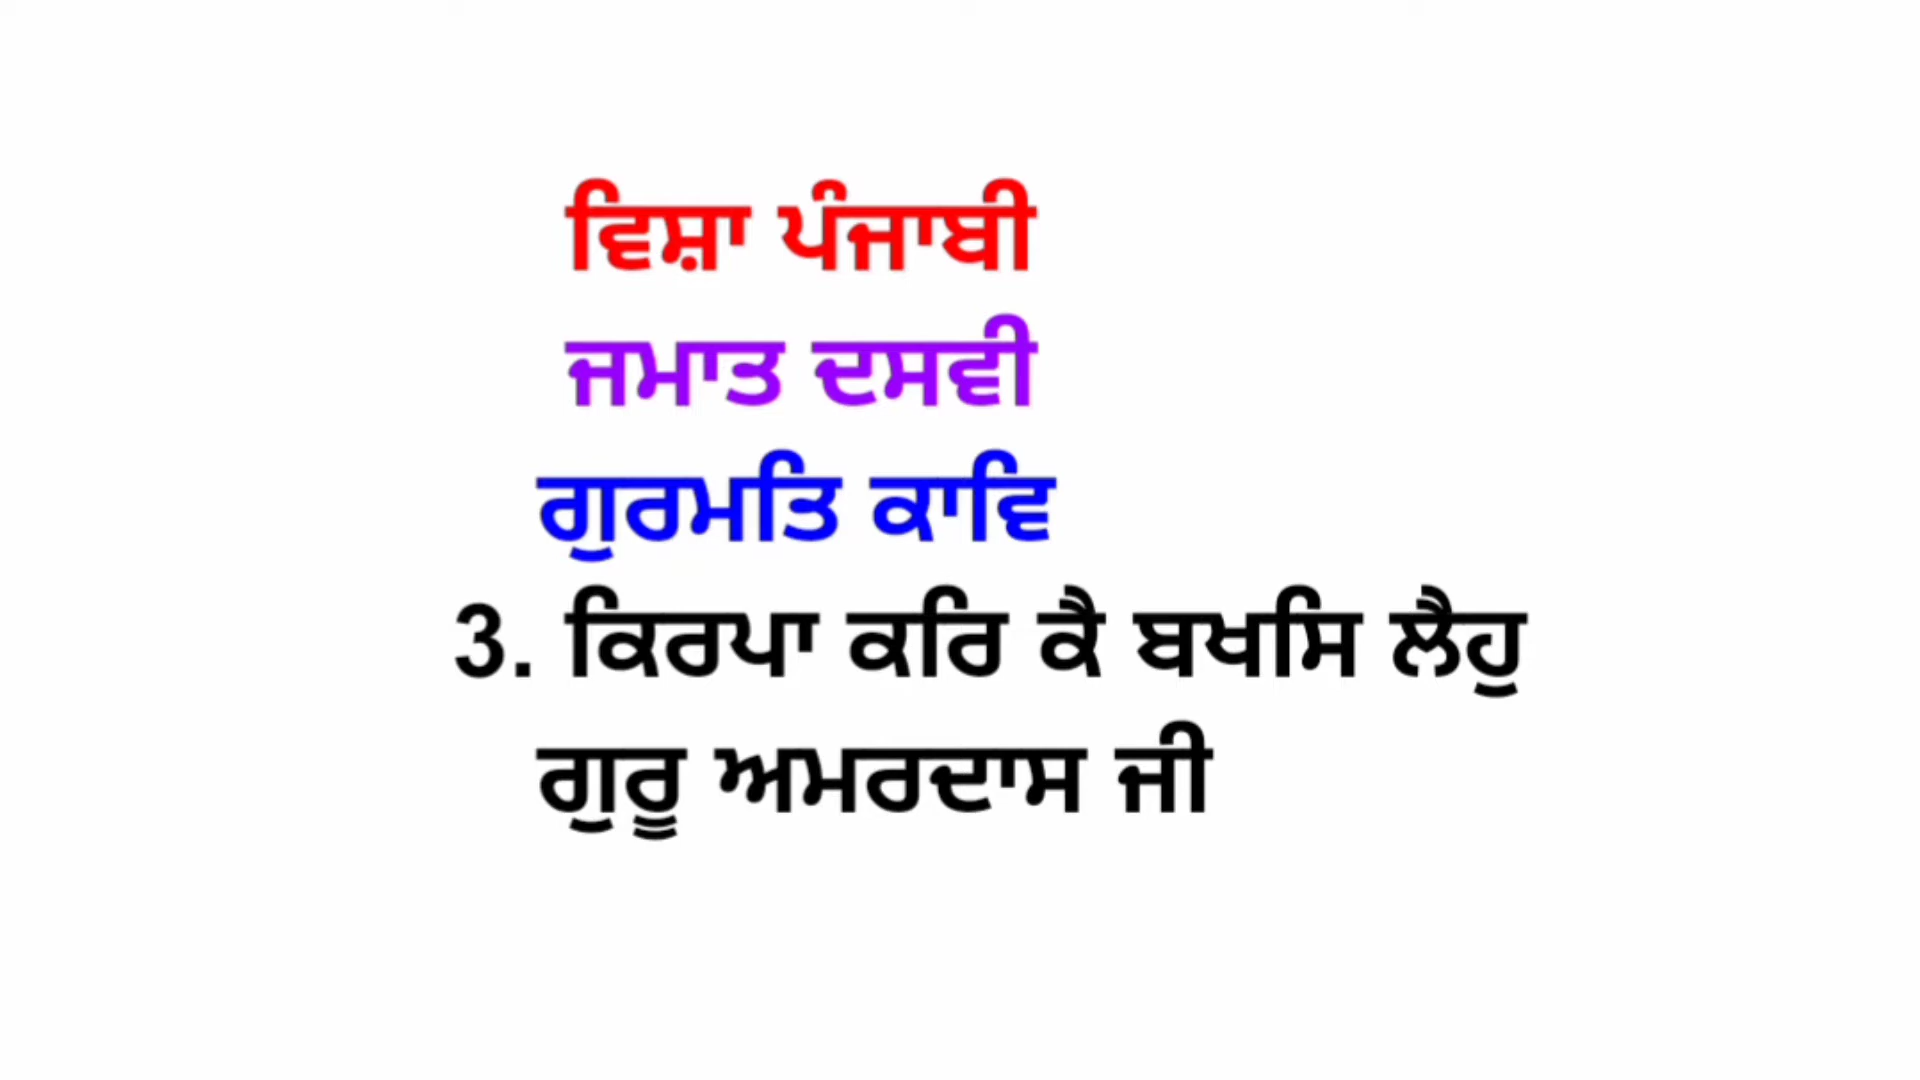 ਵਿਸ਼ਾ ਪੰਜਾਬੀ
ਜਮਾਤ ਦਸਵੀ
ਗੁਰਮਤਿ ਕਾਵਿ
3. ਕਿਰਪਾ ਕਰਿ ਕੈ ਬਖਸਿ ਲੈਹੁ
ਗੁਰੂ ਅਮਰਦਾਸ ਜੀ